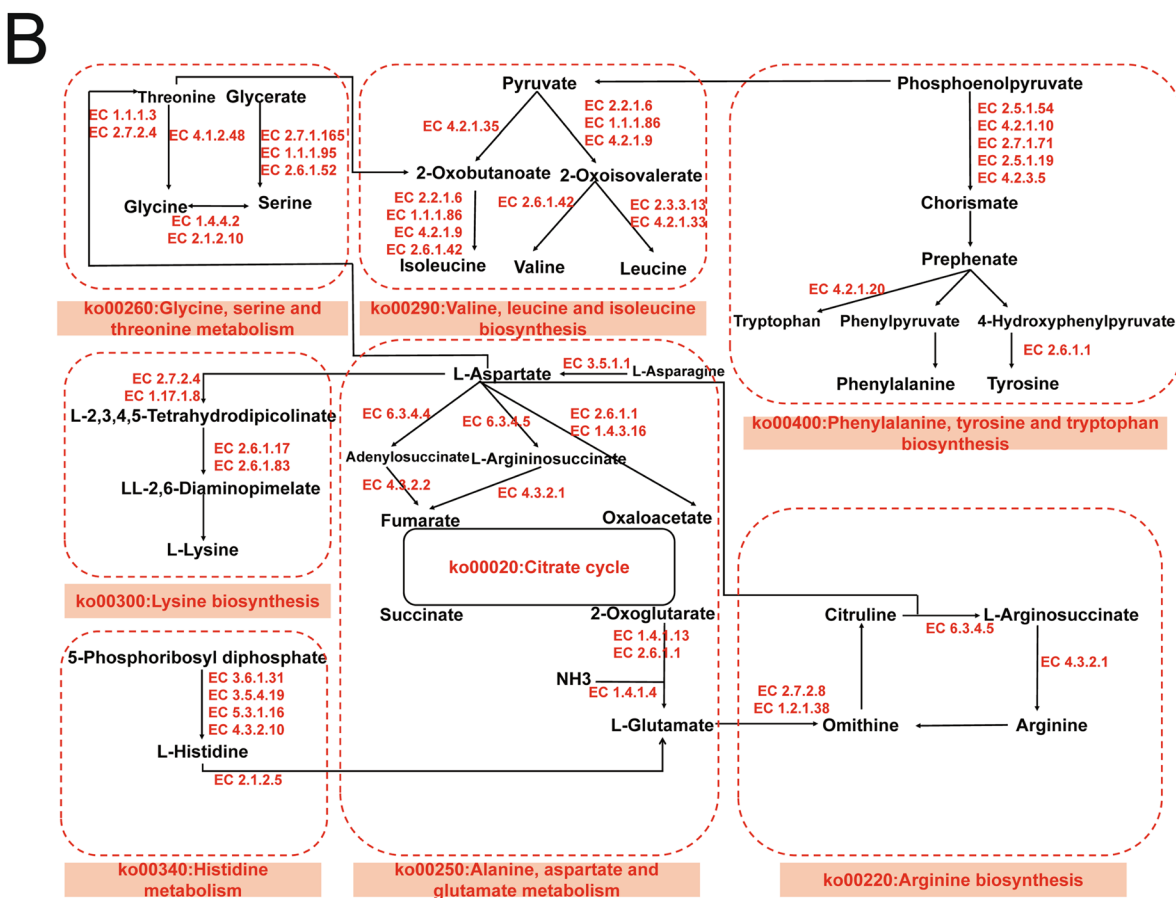 B
Threonine
Glycerate
EC 1.1.1.3
EC 2.7.2.4
EC 4.1.2.48
EC 2.7.1.165
EC 1.1.1.95
EC 2.6.1.52
Glycine
Serine
EC 1.4.4.2
EC 2.1.2.10
ko00260:Glycine, serine and
threonine metabolism
Pyruvate
EC 4.2.1.35
EC 2.2.1.6
EC 1.1.1.86
EC 4.2.1.9
2-Oxobutanoate
2-Oxoisovalerate
EC 2.2.1.6
EC 1.1.1.86
EC 4.2.1.9
EC 2.6.1.42
EC 2.6.1.42
EC 2.3.3.13
EC 4.2.1.33
Isoleucine
Valine
Leucine
ko00290:Valine, leucine and isoleucine
biosynthesis
Phosphoenolpyruvate
EC 2.5.1.54
EC 4.2.1.10
EC 2.7.1.71
EC 2.5.1.19
EC 4.2.3.5
Chorismate
Prephenate
EC 4.2.1.20
Tryptophan
Phenylpyruvate
4-Hydroxyphenylpyruvate
EC 2.6.1.1
Phenylalanine
Tyrosine
ko00400:Phenylalanine, tyrosine and tryptophan
biosynthesis
EC 2.7.2.4
EC 1.17.1.8
L-2,3,4,5-Tetrahydrodipicolinate
EC 2.6.1.17
EC 2.6.1.83
LL-2,6-Diaminopimelate
L-Lysine
ko00300:Lysine biosynthesis
L-Aspartate
EC 3.5.1.1
L-Asparagine
EC 6.3.4.4
EC 6.3.4.5
EC 2.6.1.1
EC 1.4.3.16
Adenylosuccinate
L-Argininosuccinate
EC 4.3.2.2
EC 4.3.2.1
Fumarate
Oxaloacetate
ko00020:Citrate cycle
Succinate
2-Oxoglutarate
EC 1.4.1.13
EC 2.6.1.1
NH3
EC 1.4.1.4
L-Glutamate
5-Phosphoribosyl diphosphate
EC 3.6.1.31
EC 3.5.4.19
EC 5.3.1.16
EC 4.3.2.10
L-Histidine
EC 2.1.2.5
ko00340:Histidine
metabolism
ko00250:Alanine, aspartate and
glutamate metabolism
Citruline
EC 6.3.4.5
L-Arginosuccinate
EC 4.3.2.1
EC 2.7.2.8
EC 1.2.1.38
Omithine
Arginine
ko00220:Arginine biosynthesis